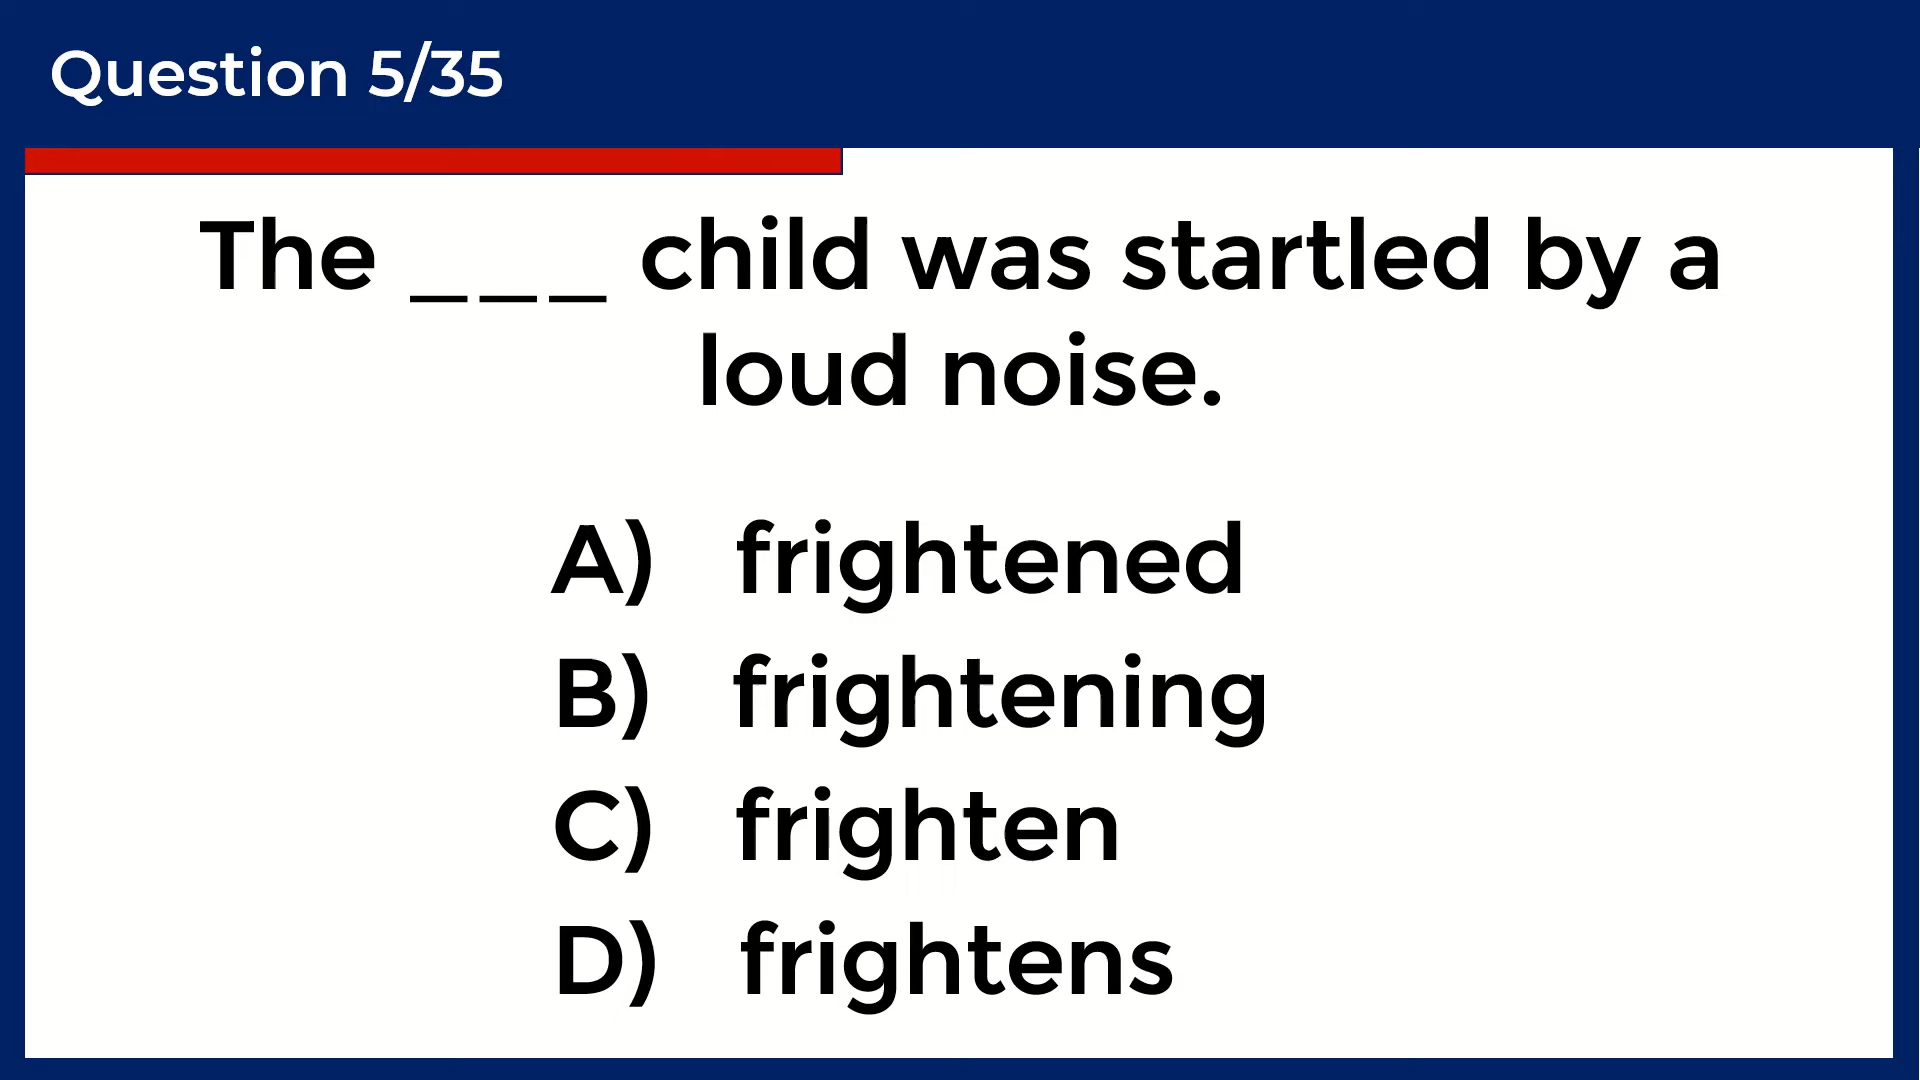 Question 5/35
The ___ child was startled by a
loud noise.
A) frightened
B) frightening
C) frighten
D) frightens